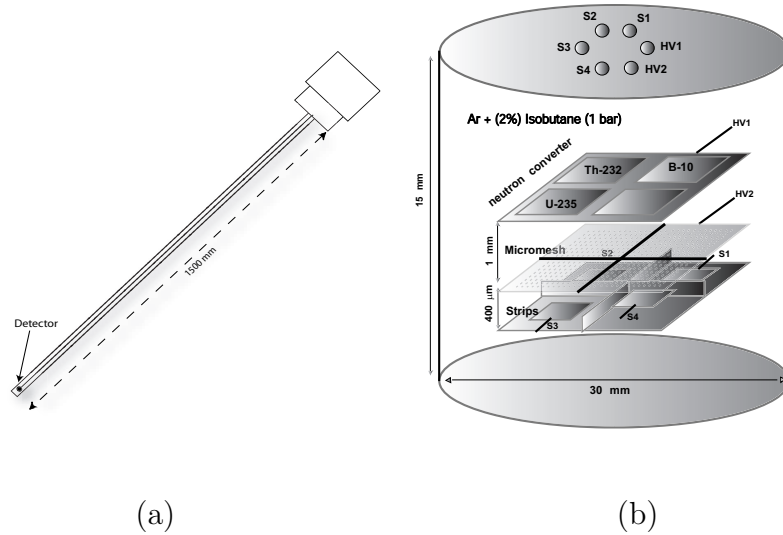 1500 mm
Detector
S2
S1
S3
HV1
S4
HV2
Ar + (2%) Isobutane (1 bar)
15 mm
neutron converter
HV1
Th-232
B-10
U-235
HV2
1 mm
Micromesh
S2
S1
400 µm
Strips
S3
S4
30 mm
(a)
(b)